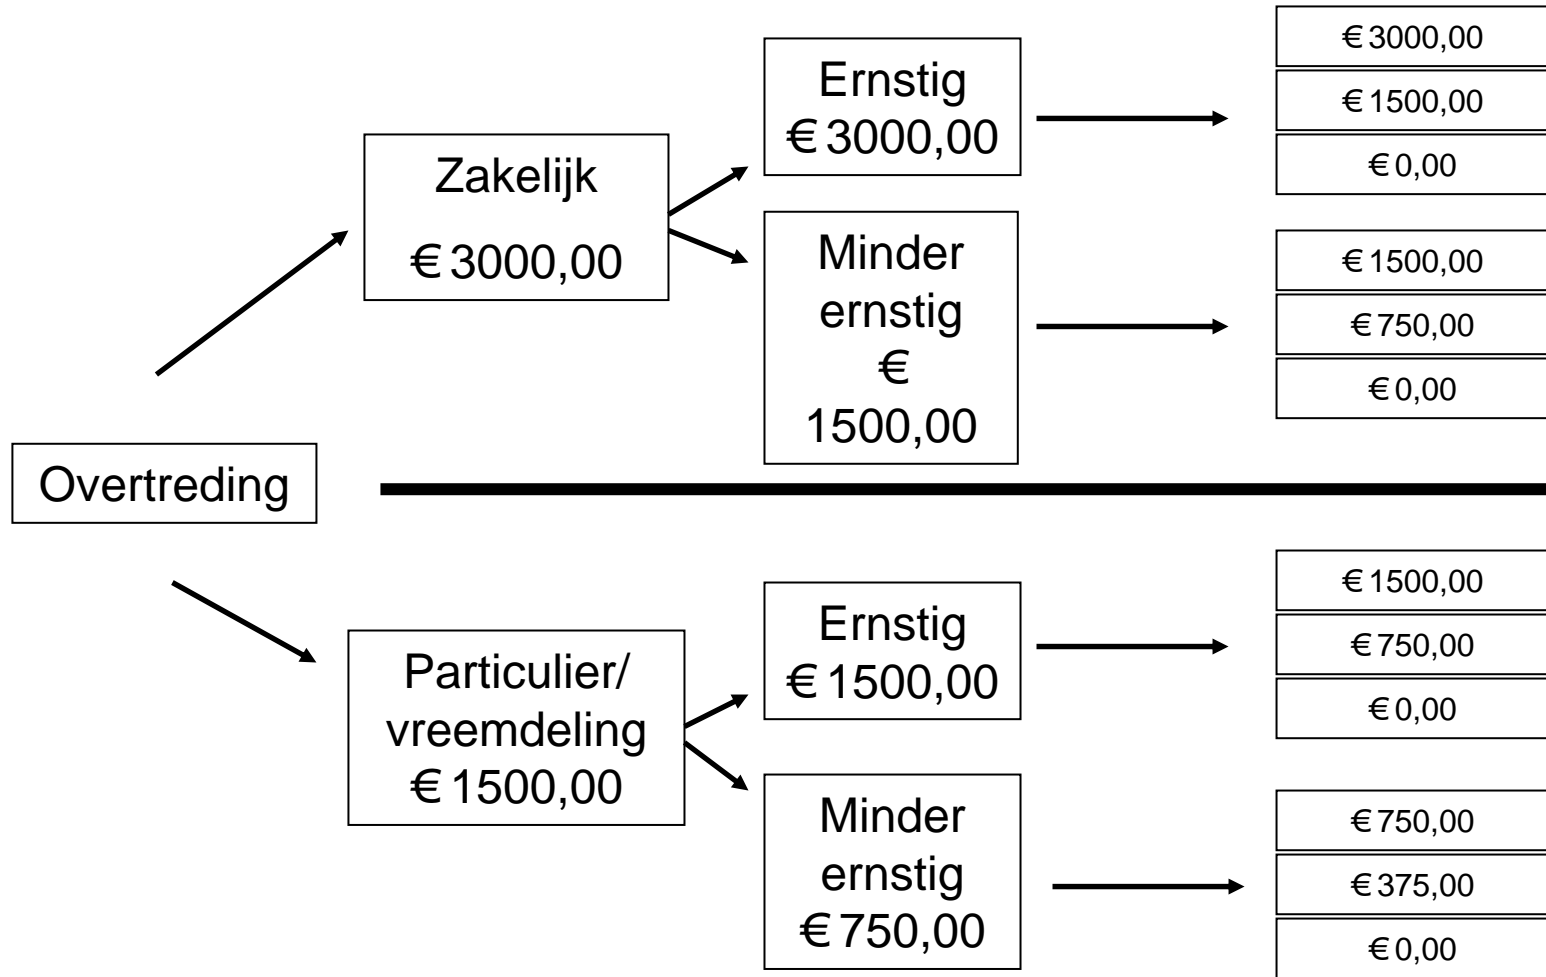 Overtreding
Zakelijk
€ 3000,00
Ernstig
€ 3000,00
€ 3000,00
€ 1500,00
€ 0,00
Minder
ernstig
€
1500,00
€ 1500,00
€ 750,00
€ 0,00
Particulier/
vreemdeling
€ 1500,00
Ernstig
€ 1500,00
€ 1500,00
€ 750,00
€ 0,00
Minder
ernstig
€ 750,00
€ 750,00
€ 375,00
€ 0,00